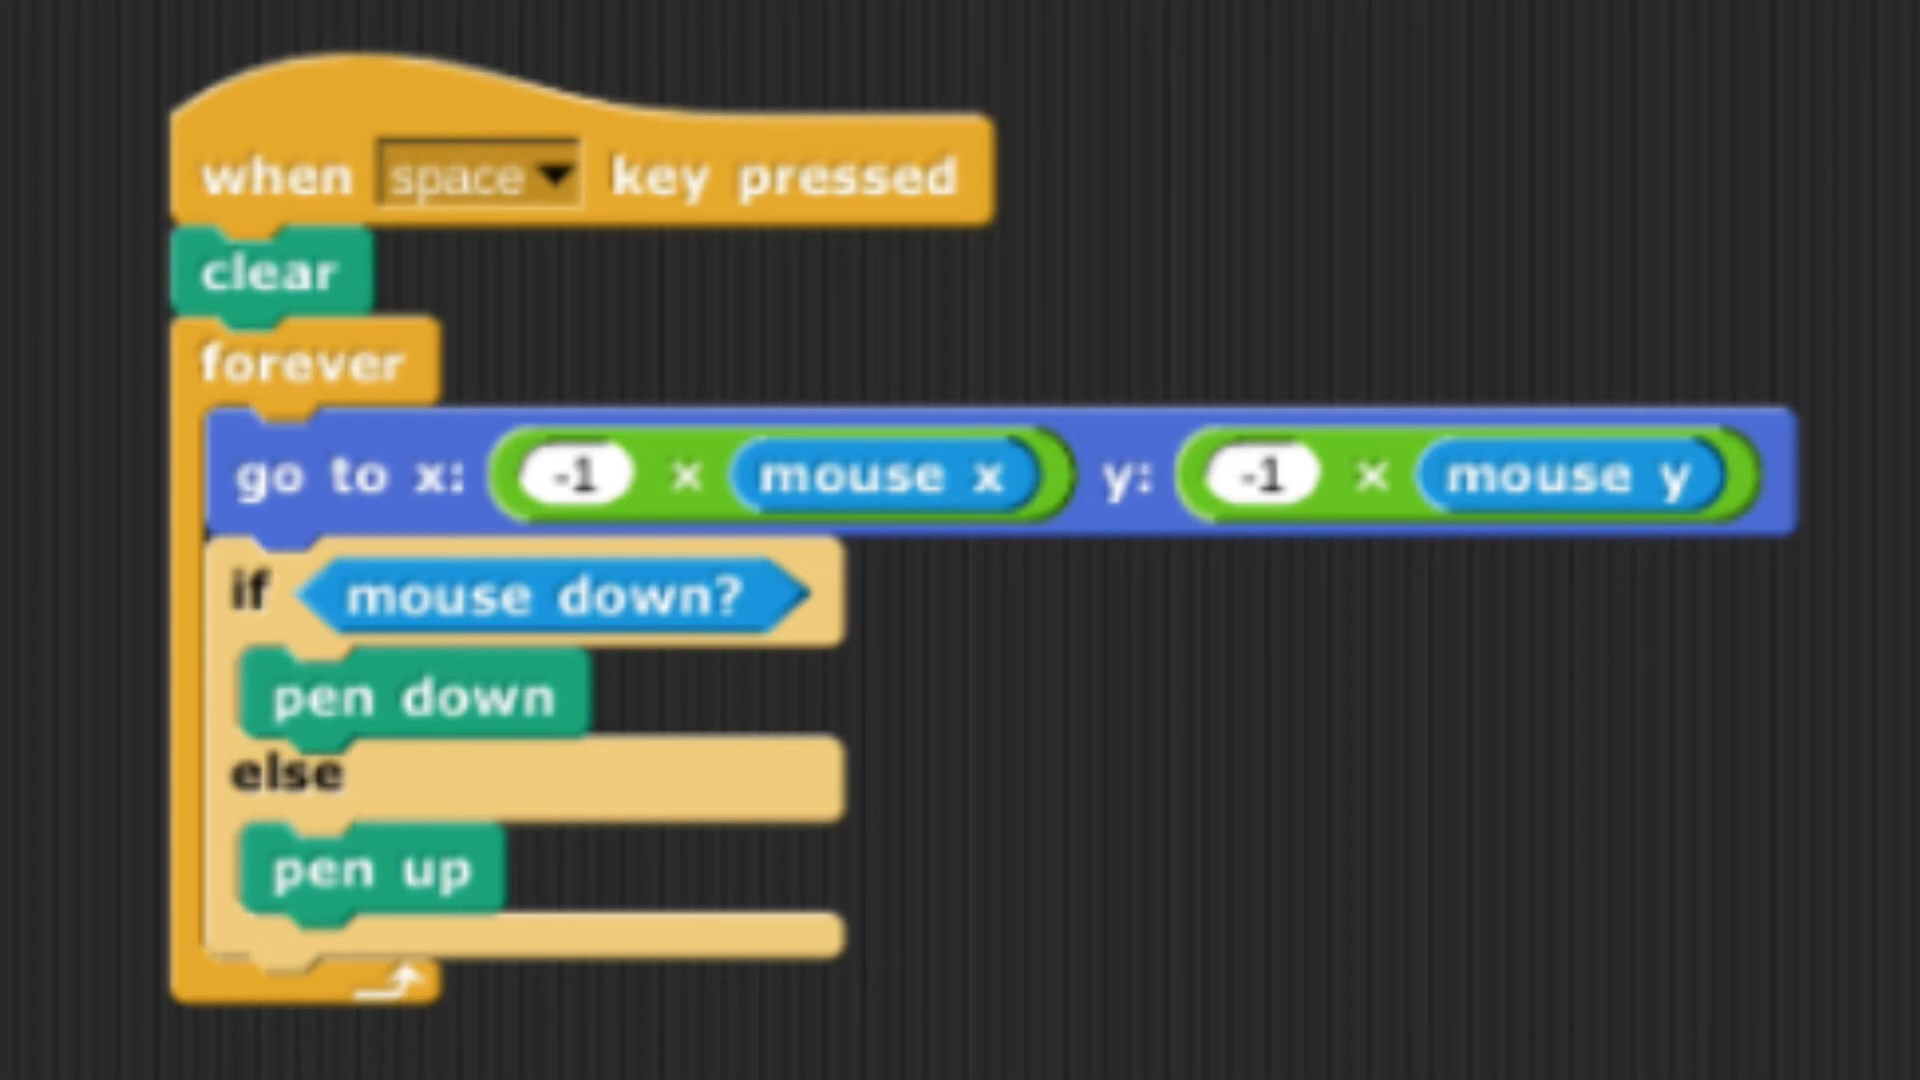 when space key pressed
clear
forever
go to x: -1 × mouse x y: -1 × mouse y
if mouse down?
pen down
else
pen up